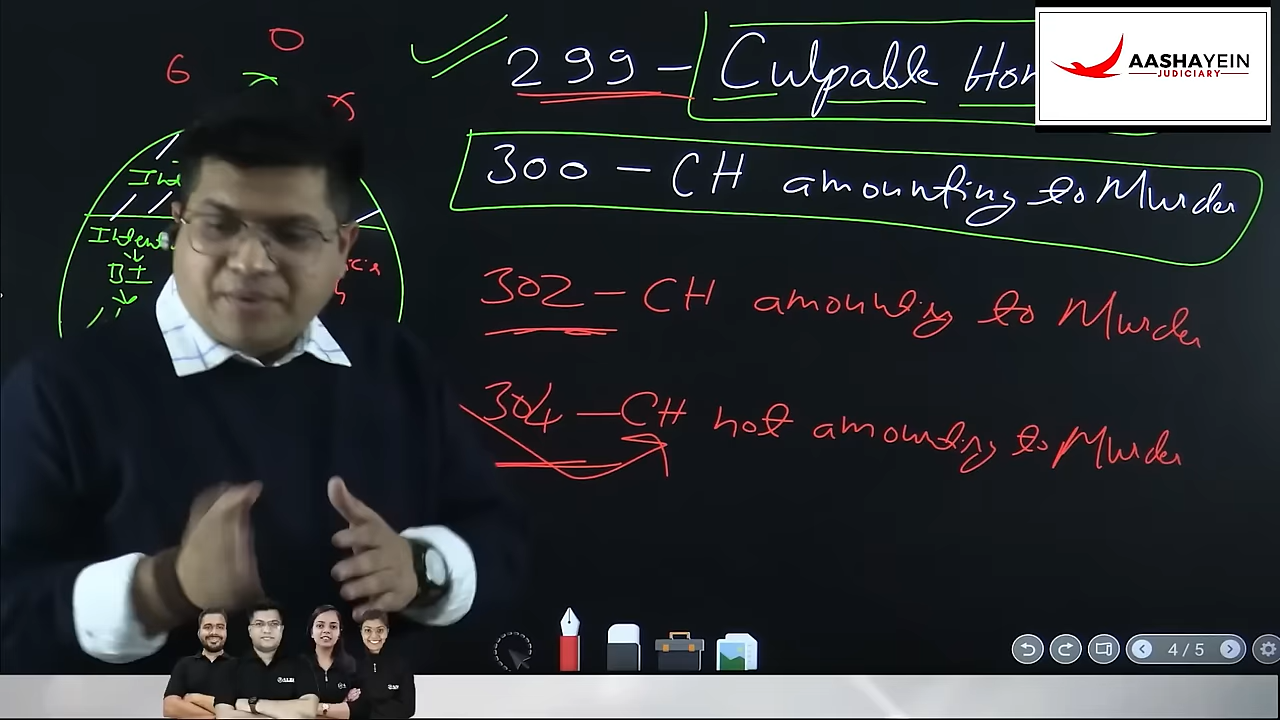 6
299 - Culpable
AASHAYEIN
JUDICIARY
300 - CH amounting to Murder
302 - CH amounting to Murder
304 - CH not amounting to Murder
4 / 5